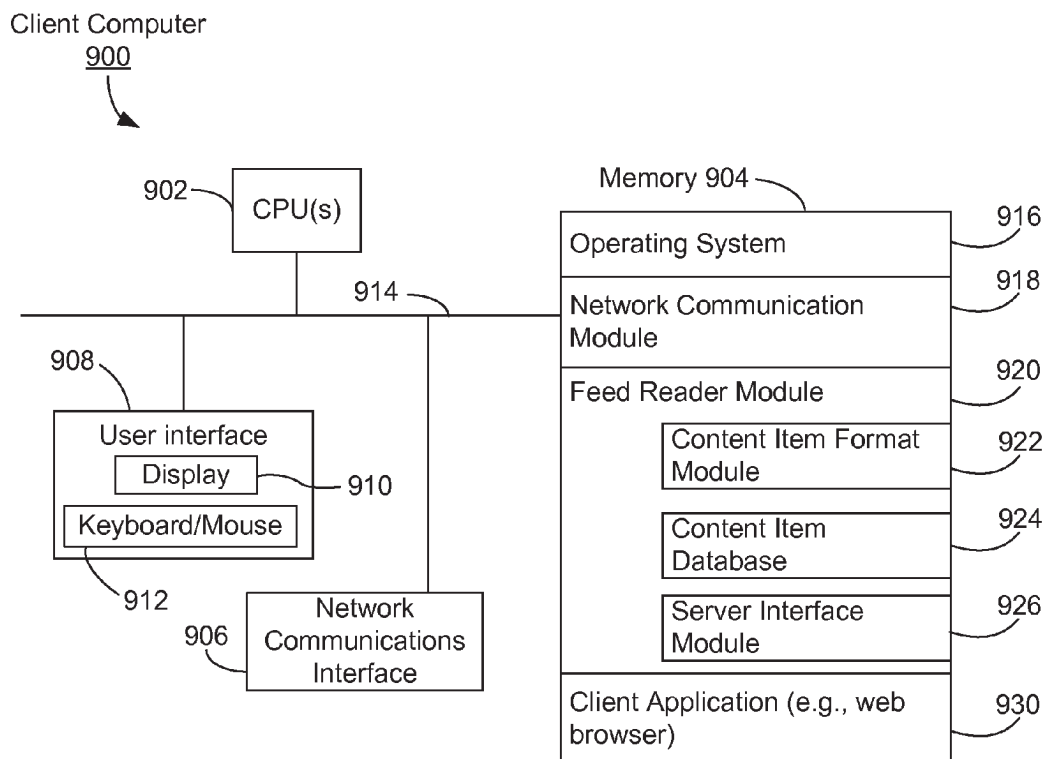 Client Computer
900
902
CPU(s)
Memory 904
Operating System
916
914
Network Communication
Module
918
908
User interface
Display
910
Keyboard/Mouse
912
Feed Reader Module
920
Content Item Format
Module
922
Content Item
Database
924
906
Network
Communications
Interface
Server Interface
Module
926
Client Application (e.g., web
browser)
930